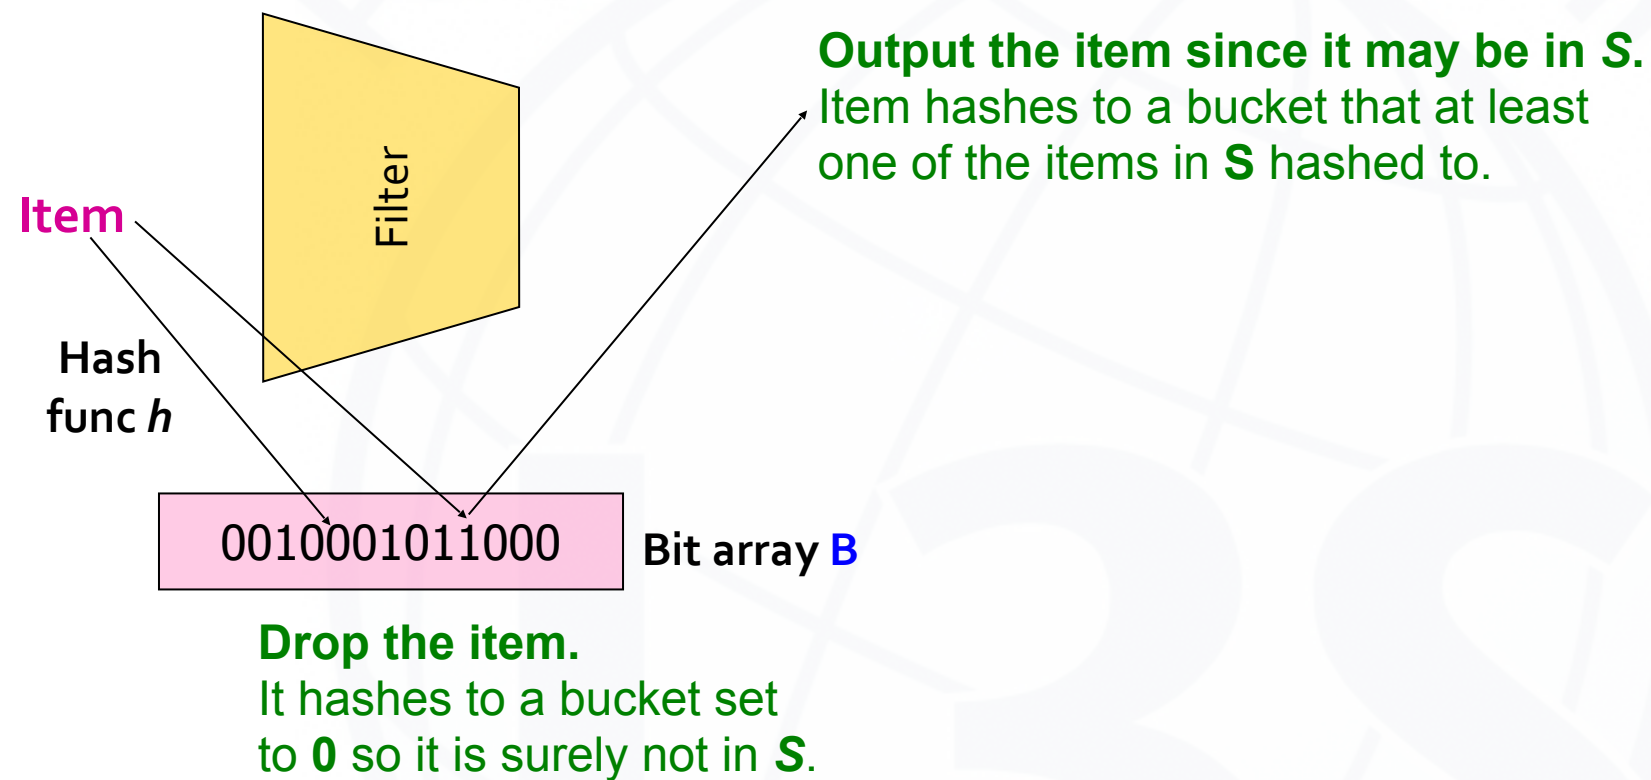 Output the item since it may be in S.
Item hashes to a bucket that at least
one of the items in S hashed to.
Filter
Item
Hash
func h
0010001011000
Bit array B
Drop the item.
It hashes to a bucket set
to 0 so it is surely not in S.